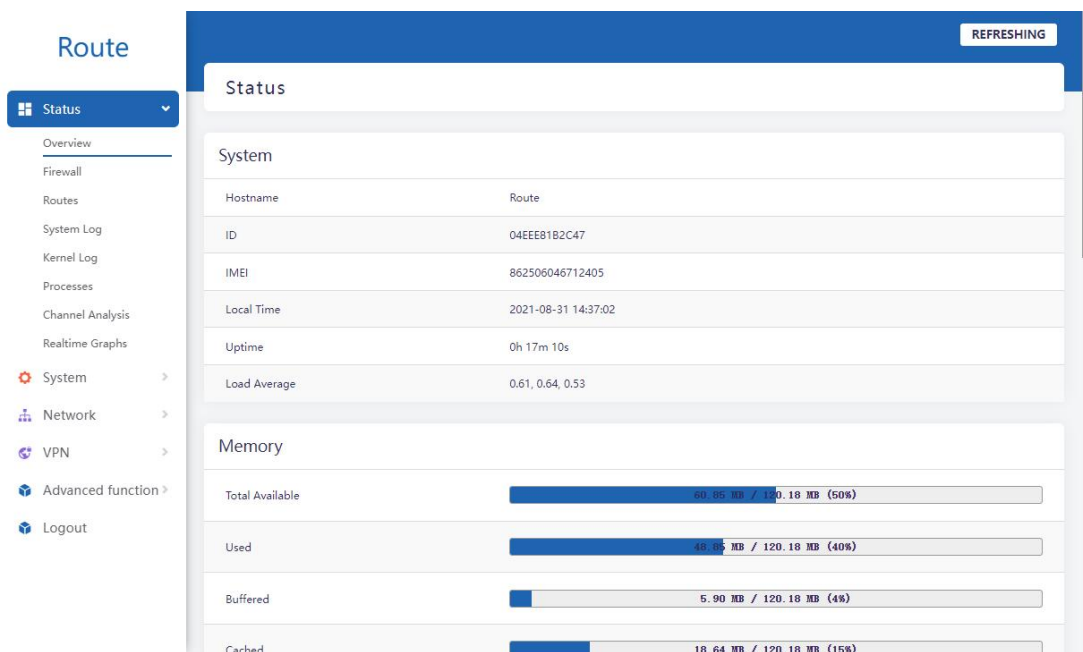 Route
REFRESHING
Status
Status
Overview
Firewall
Routes
System Log
Kernel Log
Processes
Channel Analysis
Realtime Graphs
System
Network
VPN
Advanced function
Logout
System
Hostname Route
ID 04EEE81B2C47
IMEI 862506046712405
Local Time 2021-08-31 14:37:02
Uptime 0h 17m 10s
Load Average 0.61, 0.64, 0.53
Memory
Total Available 60.85 MB / 120.18 MB (50%)
Used 48.85 MB / 120.18 MB (40%)
Buffered 5.90 MB / 120.18 MB (4%)
Cached 18.64 MB / 120.18 MB (15%)